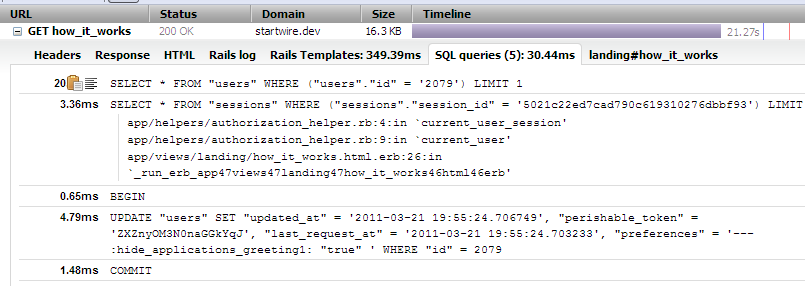 URL Status Domain Size Timeline
GET how_it_works 200 OK startwire.dev 16.3 KB 21.27s
Headers Response HTML Rails log Rails Templates: 349.39ms SQL queries (5): 30.44ms landing#how_it_works
20 SELECT * FROM "users" WHERE ("users"."id" = '2079') LIMIT 1
3.36ms SELECT * FROM "sessions" WHERE ("sessions"."session_id" = '5021c22ed7cad790c619310276dbbf93') LIMIT
app/helpers/authorization_helper.rb:4:in `current_user_session'
app/helpers/authorization_helper.rb:9:in `current_user'
app/views/landing/how_it_works.html.erb:26:in
`_run_erb_app47views47landing47how_it_works46html46erb'
0.65ms BEGIN
4.79ms UPDATE "users" SET "updated_at" = '2011-03-21 19:55:24.706749', "perishable_token" =
'ZXZnyOM3N0naGGkYqJ', "last_request_at" = '2011-03-21 19:55:24.703233', "preferences" = '---
:hide_applications_greeting1: "true" ' WHERE "id" = 2079
1.48ms COMMIT